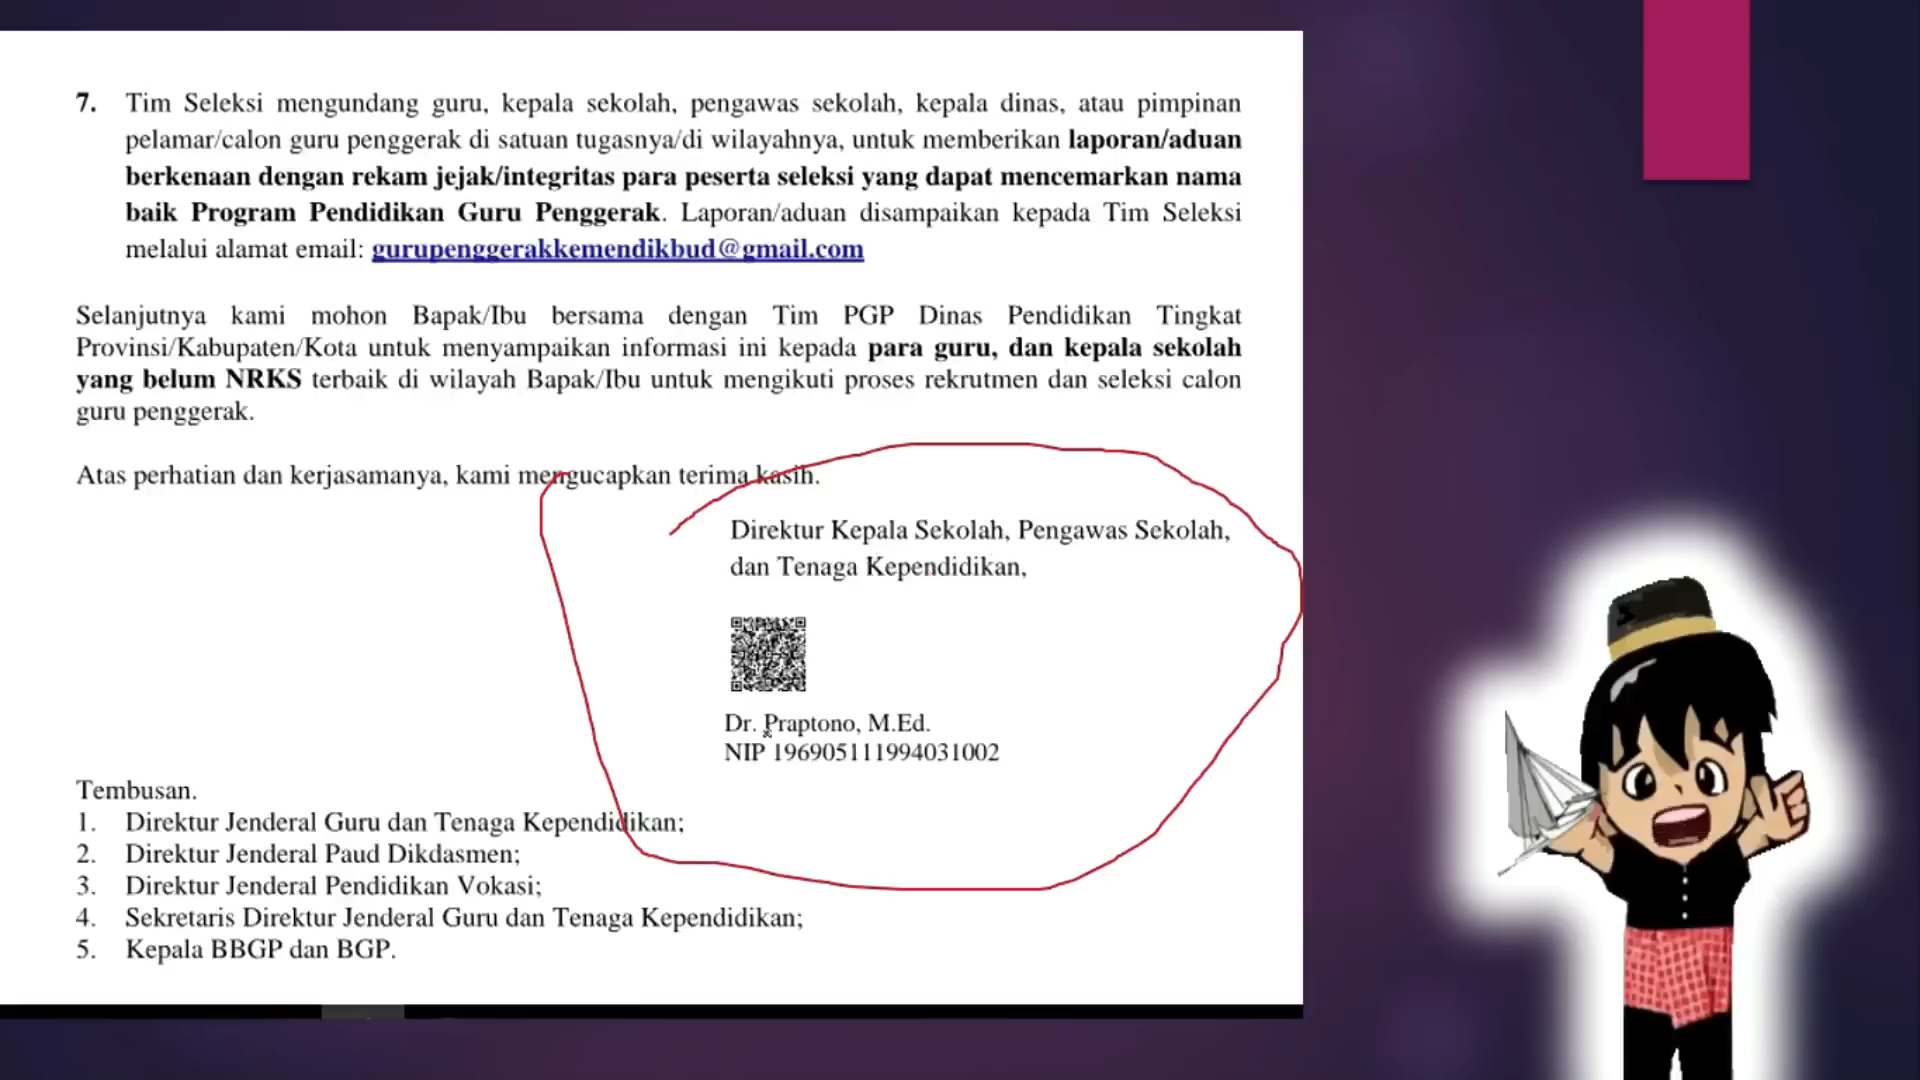 7. Tim Seleksi mengundang guru, kepala sekolah, pengawas sekolah, kepala dinas, atau pimpinan
pelamar/calon guru penggerak di satuan tugasnya/di wilayahnya, untuk memberikan laporan/aduan
berkenaan dengan rekam jejak/integritas para peserta seleksi yang dapat mencemarkan nama
baik Program Pendidikan Guru Penggerak. Laporan/aduan disampaikan kepada Tim Seleksi
melalui alamat email: gurupenggerakkemendikbud@gmail.com
Selanjutnya kami mohon Bapak/Ibu bersama dengan Tim PGP Dinas Pendidikan Tingkat
Provinsi/Kabupaten/Kota untuk menyampaikan informasi ini kepada para guru, dan kepala sekolah
yang belum NRKS terbaik di wilayah Bapak/Ibu untuk mengikuti proses rekrutmen dan seleksi calon
guru penggerak.
Atas perhatian dan kerjasamanya, kami mengucapkan terima kasih.
Direktur Kepala Sekolah, Pengawas Sekolah,
dan Tenaga Kependidikan,
Dr. Praptono, M.Ed.
NIP 196905111994031002
Tembusan.
1. Direktur Jenderal Guru dan Tenaga Kependidikan;
2. Direktur Jenderal Paud Dikdasmen;
3. Direktur Jenderal Pendidikan Vokasi;
4. Sekretaris Direktur Jenderal Guru dan Tenaga Kependidikan;
5. Kepala BBGP dan BGP.